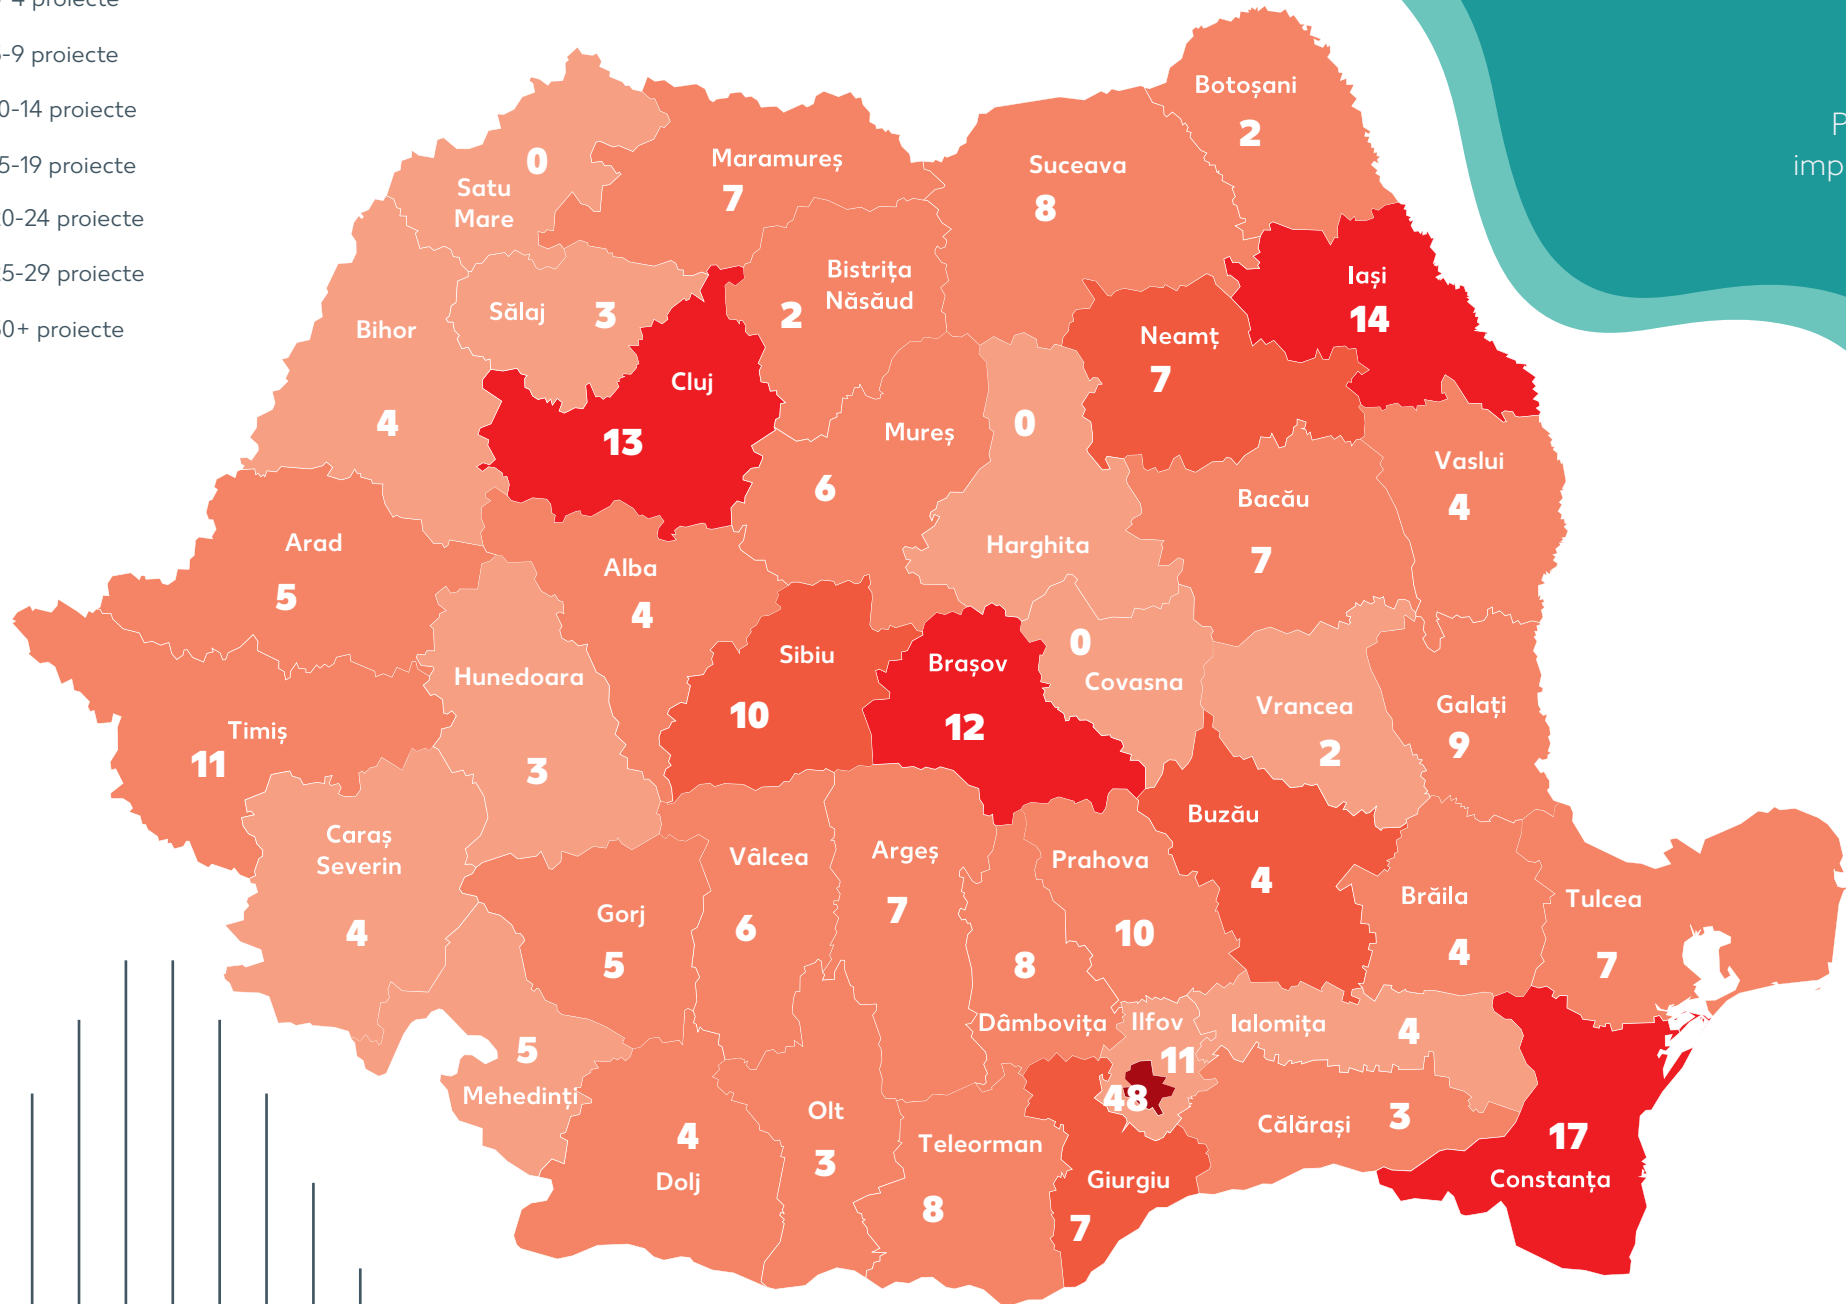 4 proiecte
-9 proiecte
0-14 proiecte
5-19 proiecte
0-24 proiecte
5-29 proiecte
0+ proiecte
P
imp
Botoșani
2
Satu
Mare
0
Maramureș
7
Suceava
8
Iași
14
Bistrița
Năsăud
2
Sălaj
3
Bihor
4
Cluj
13
Neamț
7
Mureș
6
0
Harghita
Vaslui
4
Bacău
7
Arad
5
Alba
4
Hunedoara
3
Sibiu
10
Brașov
12
0
Covasna
Vrancea
2
Galați
9
Timiș
11
Caraș
Severin
4
Gorj
5
Vâlcea
6
Argeș
7
Prahova
10
Buzău
4
Brăila
4
Tulcea
7
8
Dâmbovița
Ilfov
11
48
Ialomița
4
5
Mehedinți
4
Dolj
Olt
3
Teleorman
8
Giurgiu
7
Călărași
3
17
Constanța